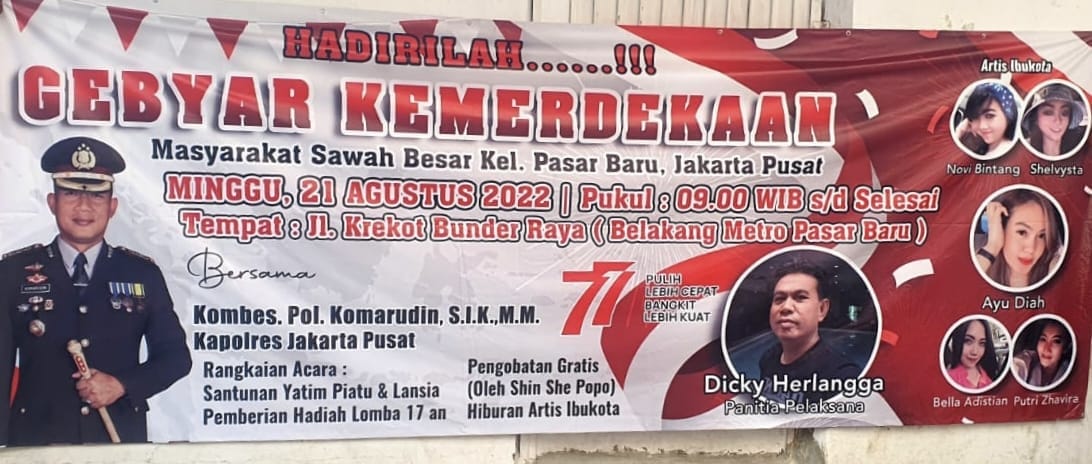 HADIRILAH......!!!
GEBYAR KEMERDEKAAN
Masyarakat Sawah Besar Kel. Pasar Baru, Jakarta Pusat
MINGGU, 21 AGUSTUS 2022 | Pukul : 09.00 WIB s/d Selesai
Tempat : Jl. Krekot Bunder Raya ( Belakang Metro Pasar Baru )
Bersama
Kombes. Pol. Komarudin, S.I.K.,M.M.
Kapolres Jakarta Pusat
Rangkaian Acara :
Santunan Yatim Piatu & Lansia
Pemberian Hadiah Lomba 17 an
Pengobatan Gratis
(Oleh Shin She Popo)
Hiburan Artis Ibukota
77
PULIH
LEBIH CEPAT
BANGKIT
LEBIH KUAT
Dicky Herlangga
Panitia Pelaksana
Artis Ibukota
Novi Bintang Shelvysta
Ayu Diah
Bella Adistian Putri Zhavira